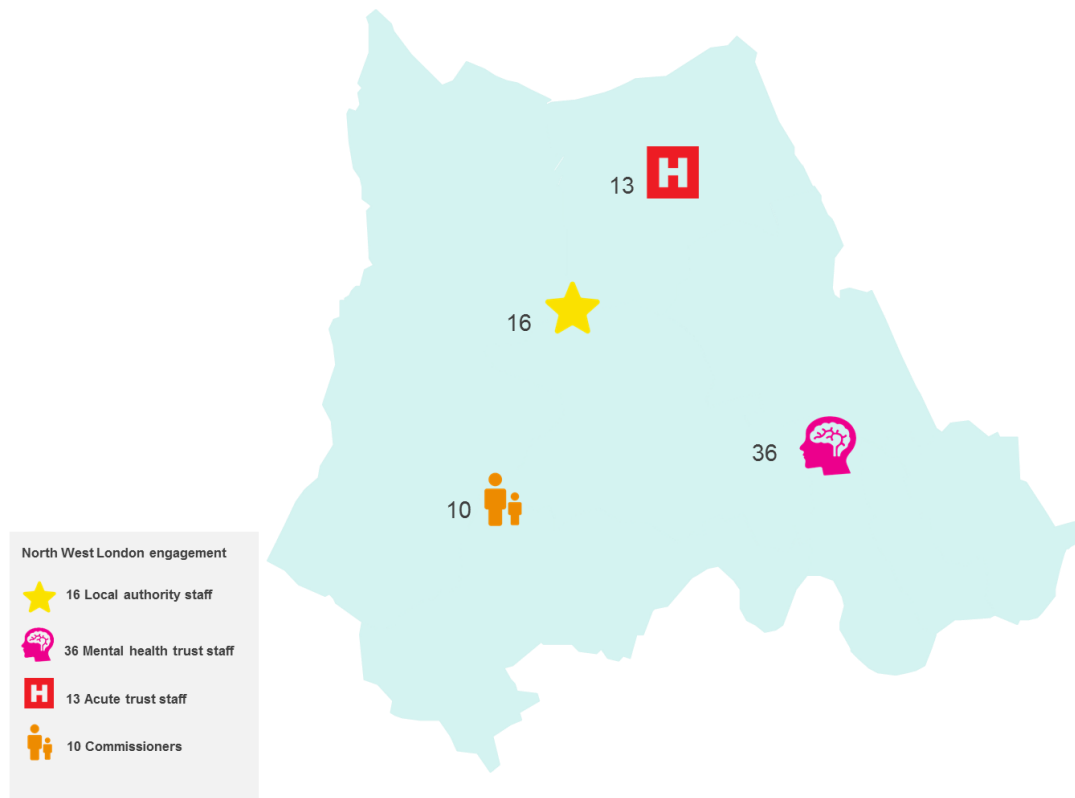 13
H
16
36
10
North West London engagement
16 Local authority staff
36 Mental health trust staff
H
13 Acute trust staff
10 Commissioners